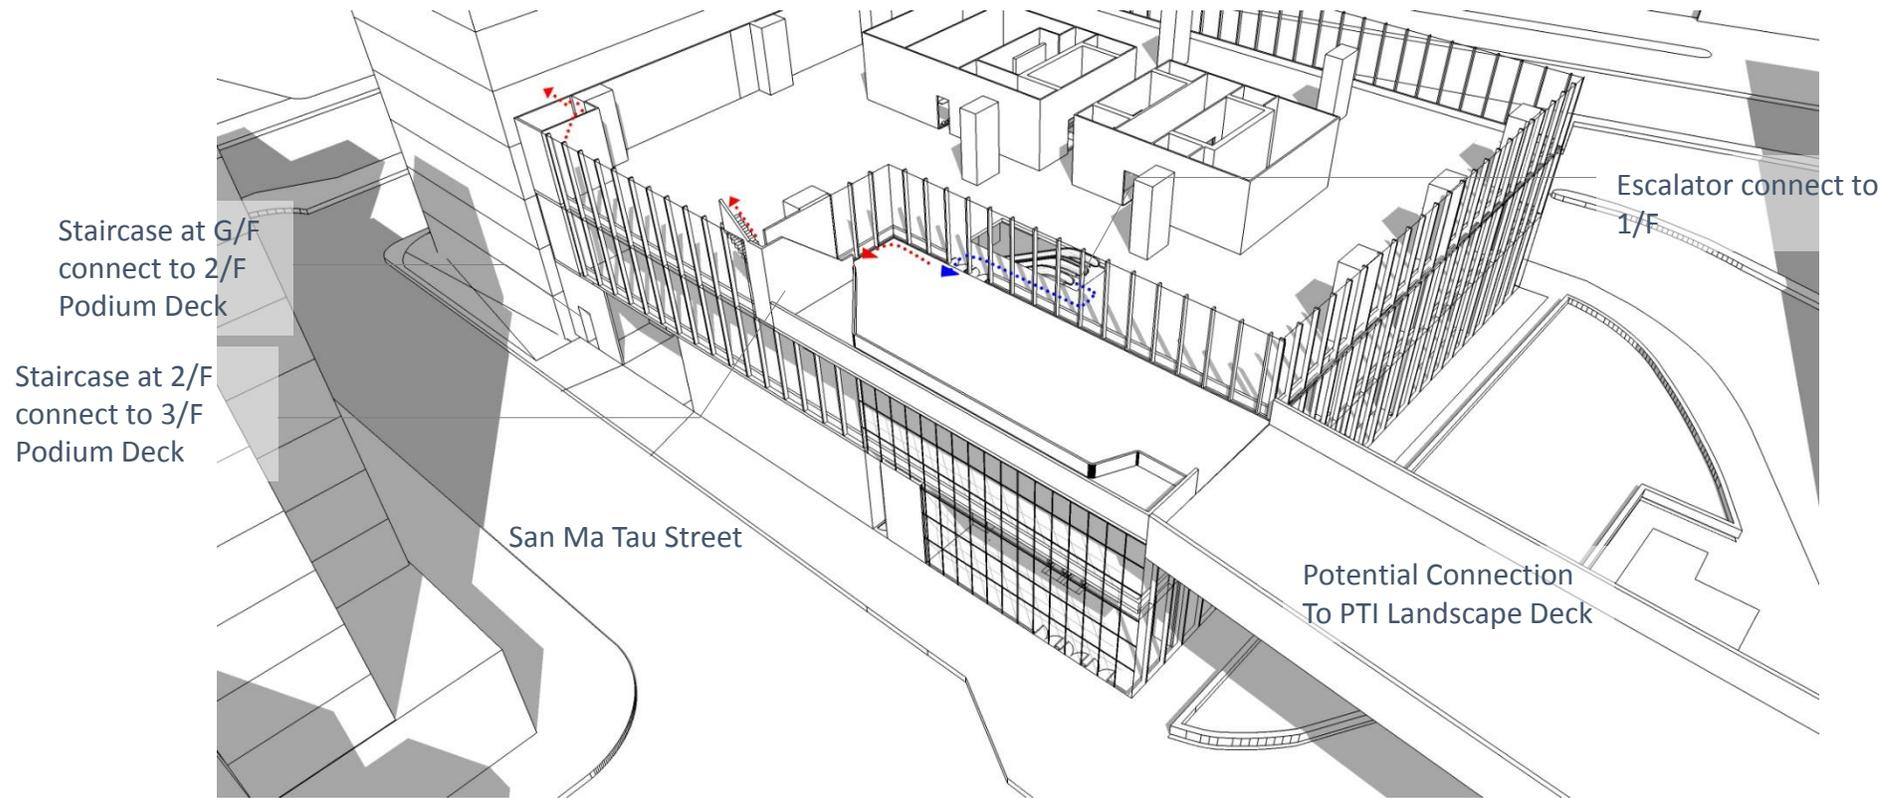 Staircase at G/F
connect to 2/F
Podium Deck
Staircase at 2/F
connect to 3/F
Podium Deck
San Ma Tau Street
Escalator connect to
1/F
Potential Connection
To PTI Landscape Deck